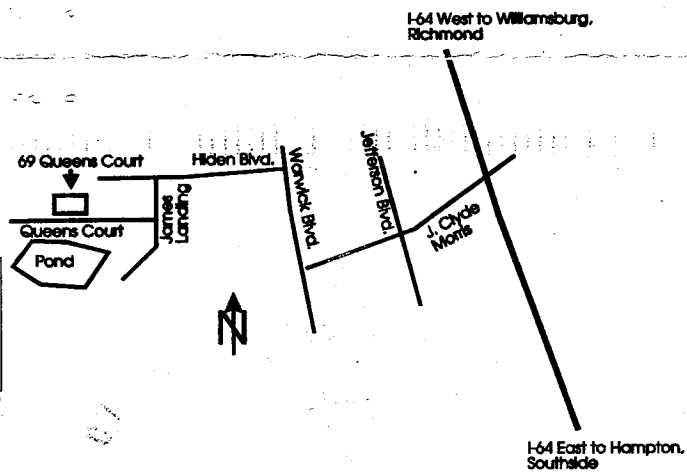 I-64 West to Williamsburg,
Richmond
69 Queens Court
Hiden Blvd.
Warwick Blvd.
Jefferson Blvd.
James
Landing
J. Clyde
Morris
Queens Court
Pond
N
I-64 East to Hampton,
Southside